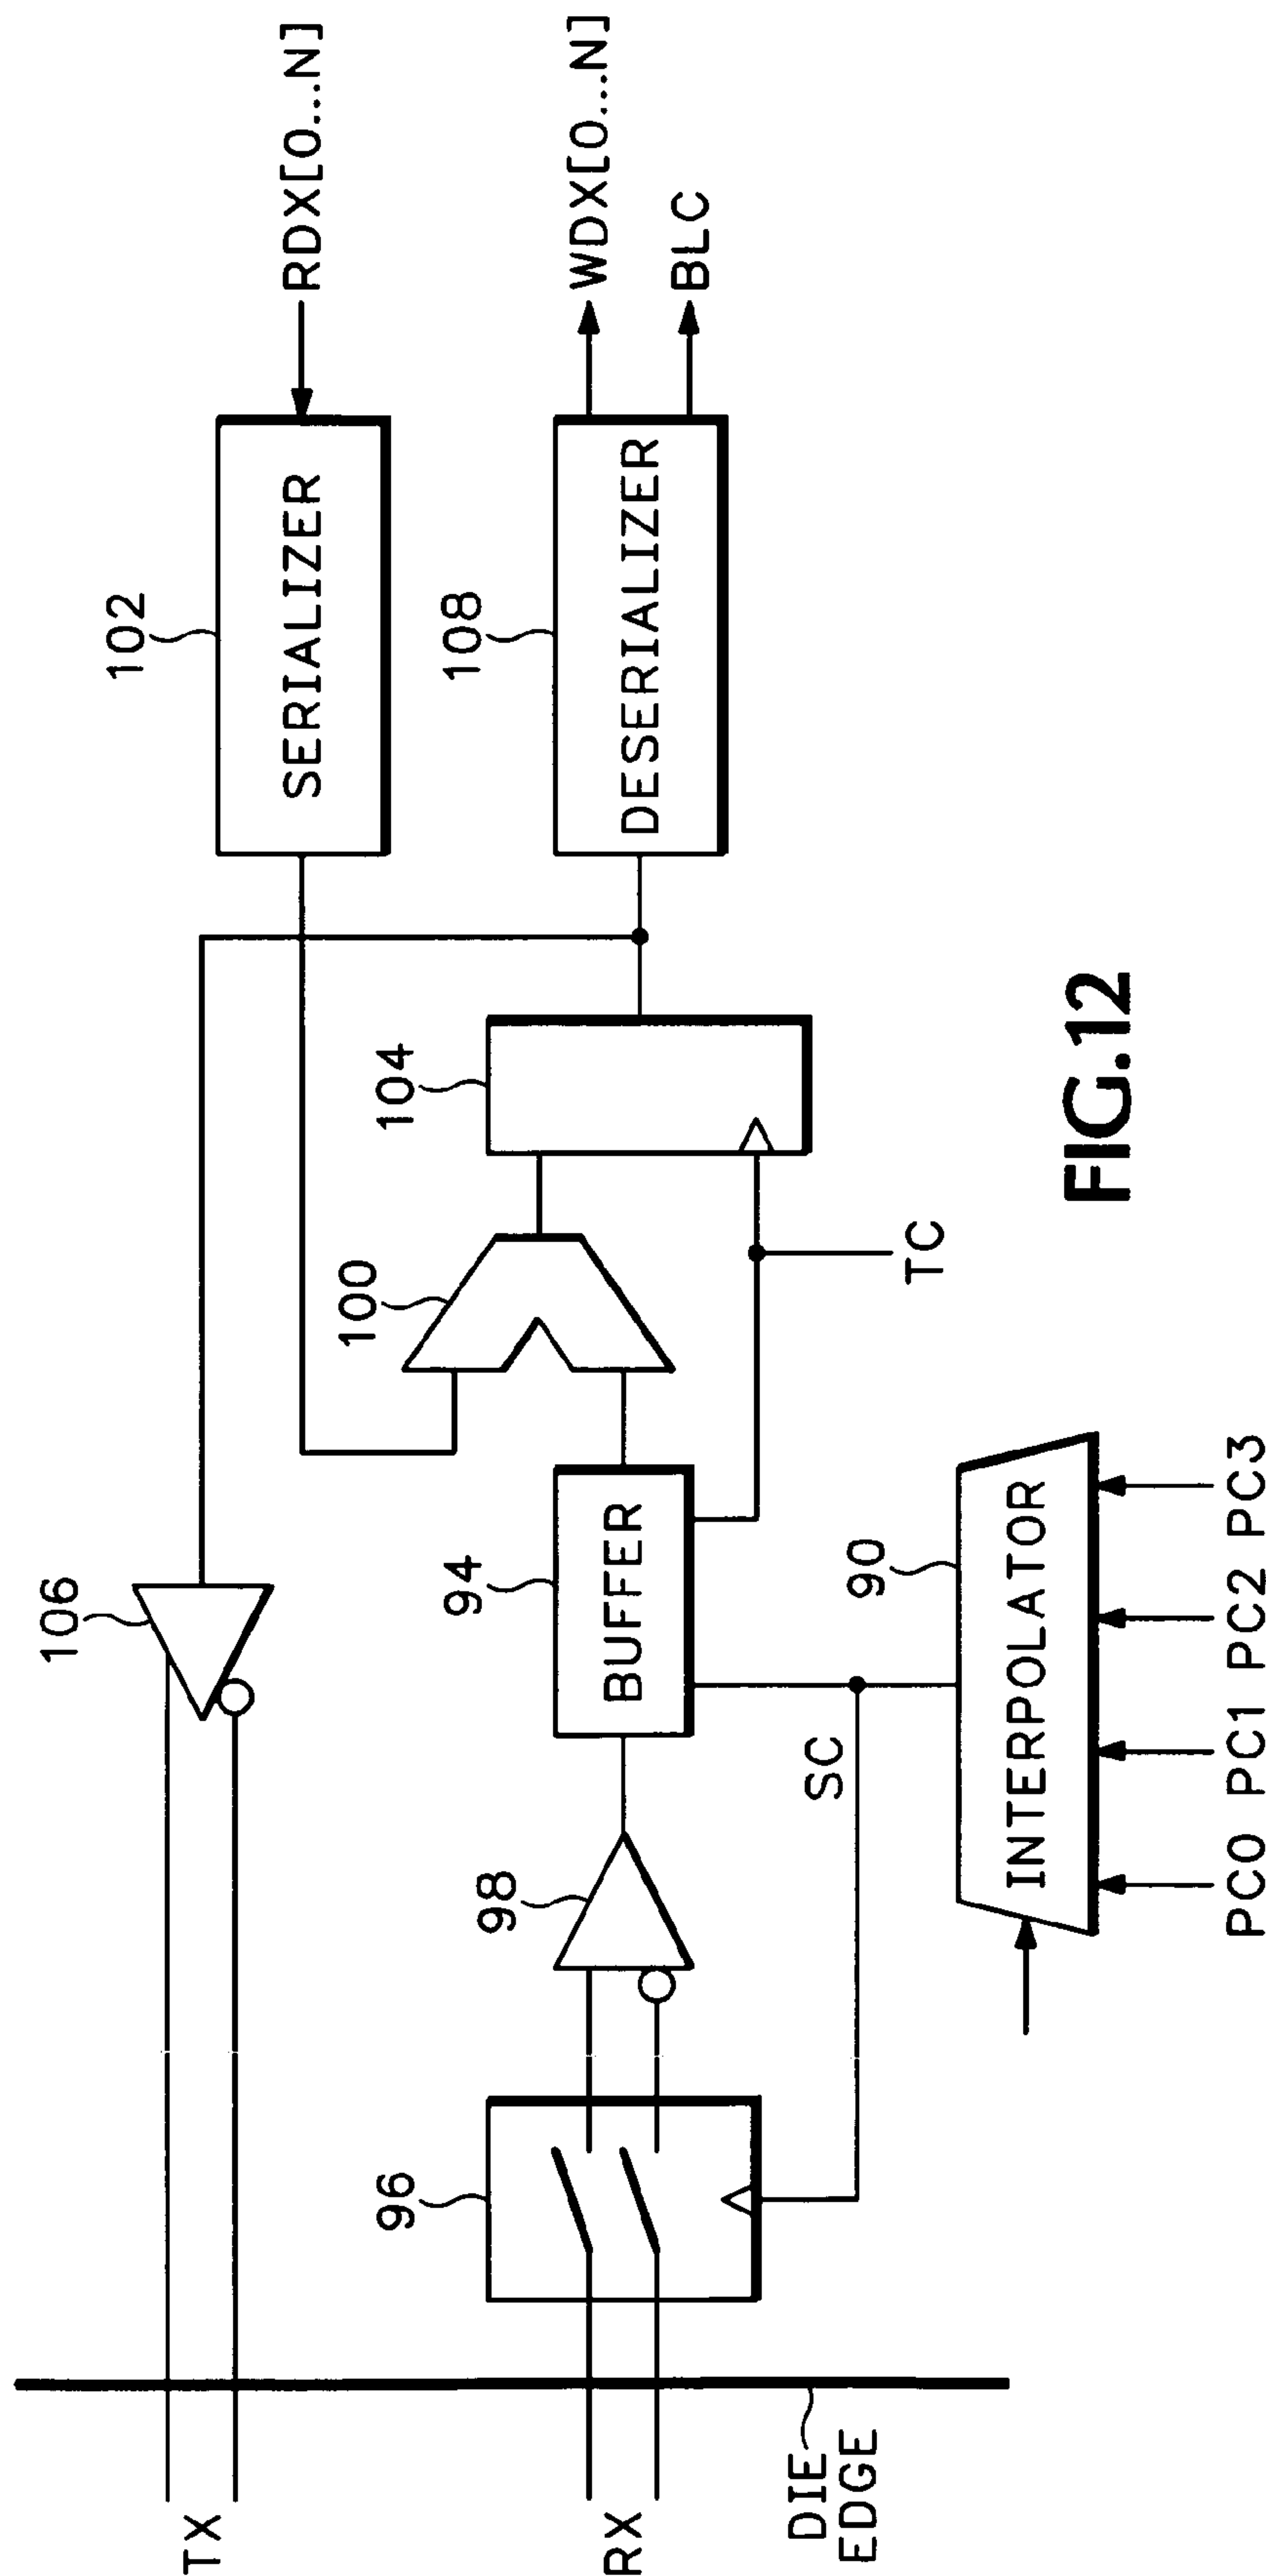 102
RDX[0...N]
SERIALIZER
106
108
WDX[0...N]
DESERIALIZER
BLC
TX
104
100
94
BUFFER
98
96
RX
TC
SC
90
INTERPOLATOR
DIE
EDGE
PC0 PC1 PC2 PC3
FIG.12